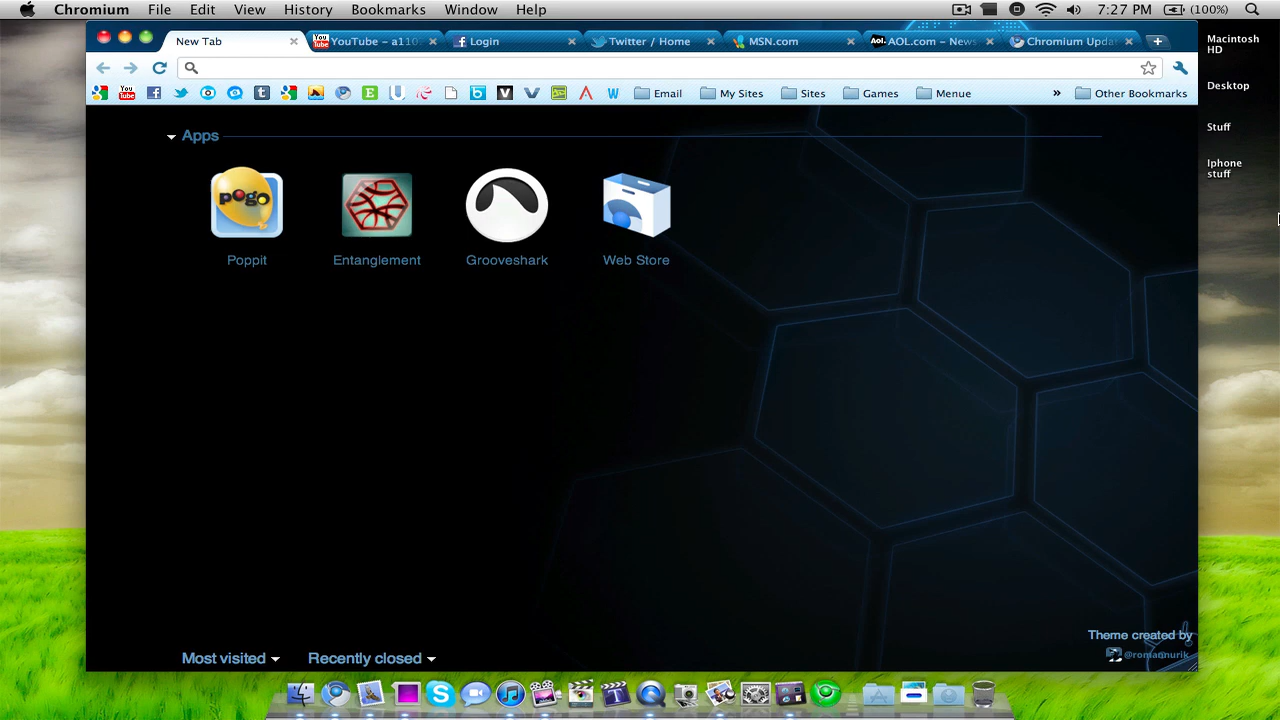 Chromium File Edit View History Bookmarks Window Help 7:27 PM (100%)
New Tab YouTube – a110 Login Twitter / Home MSN.com AOL.com – News Chromium Upda
Email My Sites Sites Games Menue » Other Bookmarks
Macintosh HD
Desktop
Stuff
Iphone stuff
Apps
pogo
Poppit Entanglement Grooveshark Web Store
Theme created by
@romannurik
Most visited Recently closed